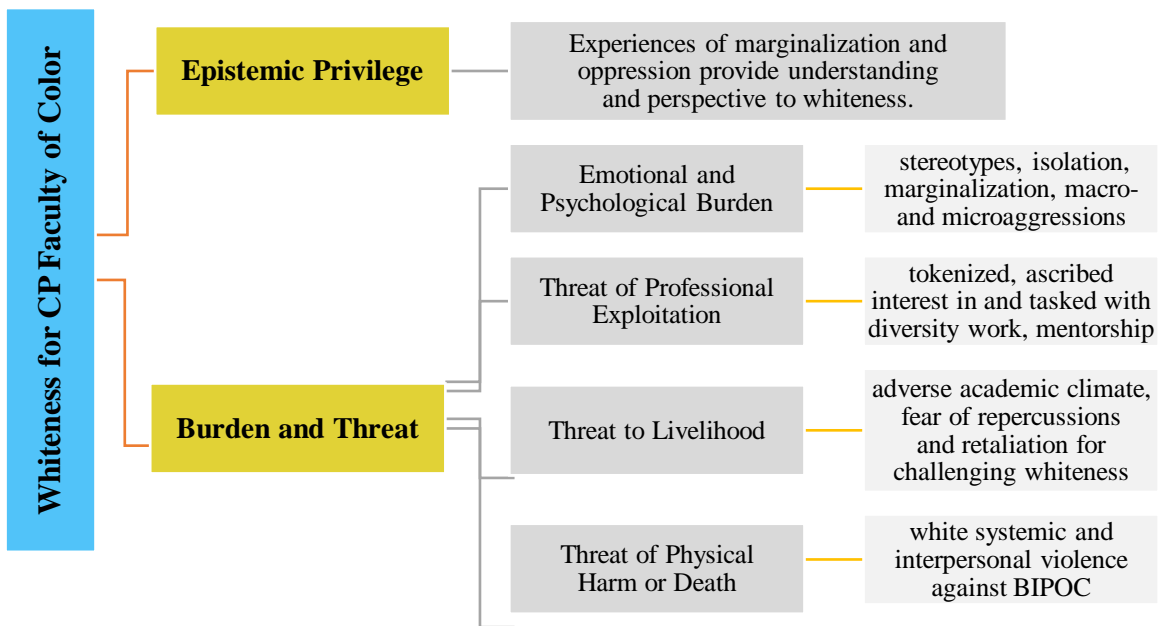 Whiteness for CP Faculty of Color
Epistemic Privilege
Experiences of marginalization and
oppression provide understanding
and perspective to whiteness.
Burden and Threat
Emotional and
Psychological Burden
stereotypes, isolation,
marginalization, macro-
and microaggressions
Threat of Professional
Exploitation
tokenized, ascribed
interest in and tasked with
diversity work, mentorship
Threat to Livelihood
adverse academic climate,
fear of repercussions
and retaliation for
challenging whiteness
Threat of Physical
Harm or Death
white systemic and
interpersonal violence
against BIPOC